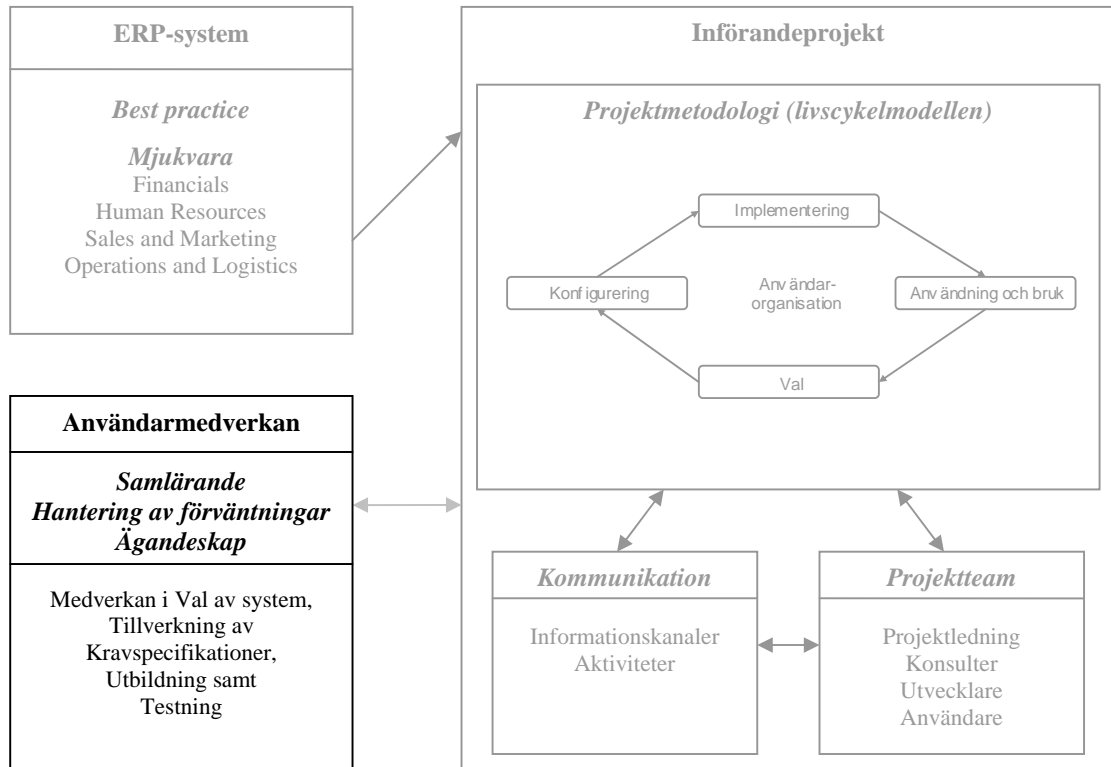 ERP-system
Best practice
Mjukvara
Financials
Human Resources
Sales and Marketing
Operations and Logistics
Införandeprojekt
Projektmetodologi (livscykelmodellen)
Implementering
Konfigurering
Användar-
organisation
Användning och bruk
Val
Användarmedverkan
Samlärande
Hantering av förväntningar
Ägandeskap
Medverkan i Val av system,
Tillverkning av
Kravspecifikationer,
Utbildning samt
Testning
Kommunikation
Informationskanaler
Aktiviteter
Projektteam
Projektledning
Konsulter
Utvecklare
Användare